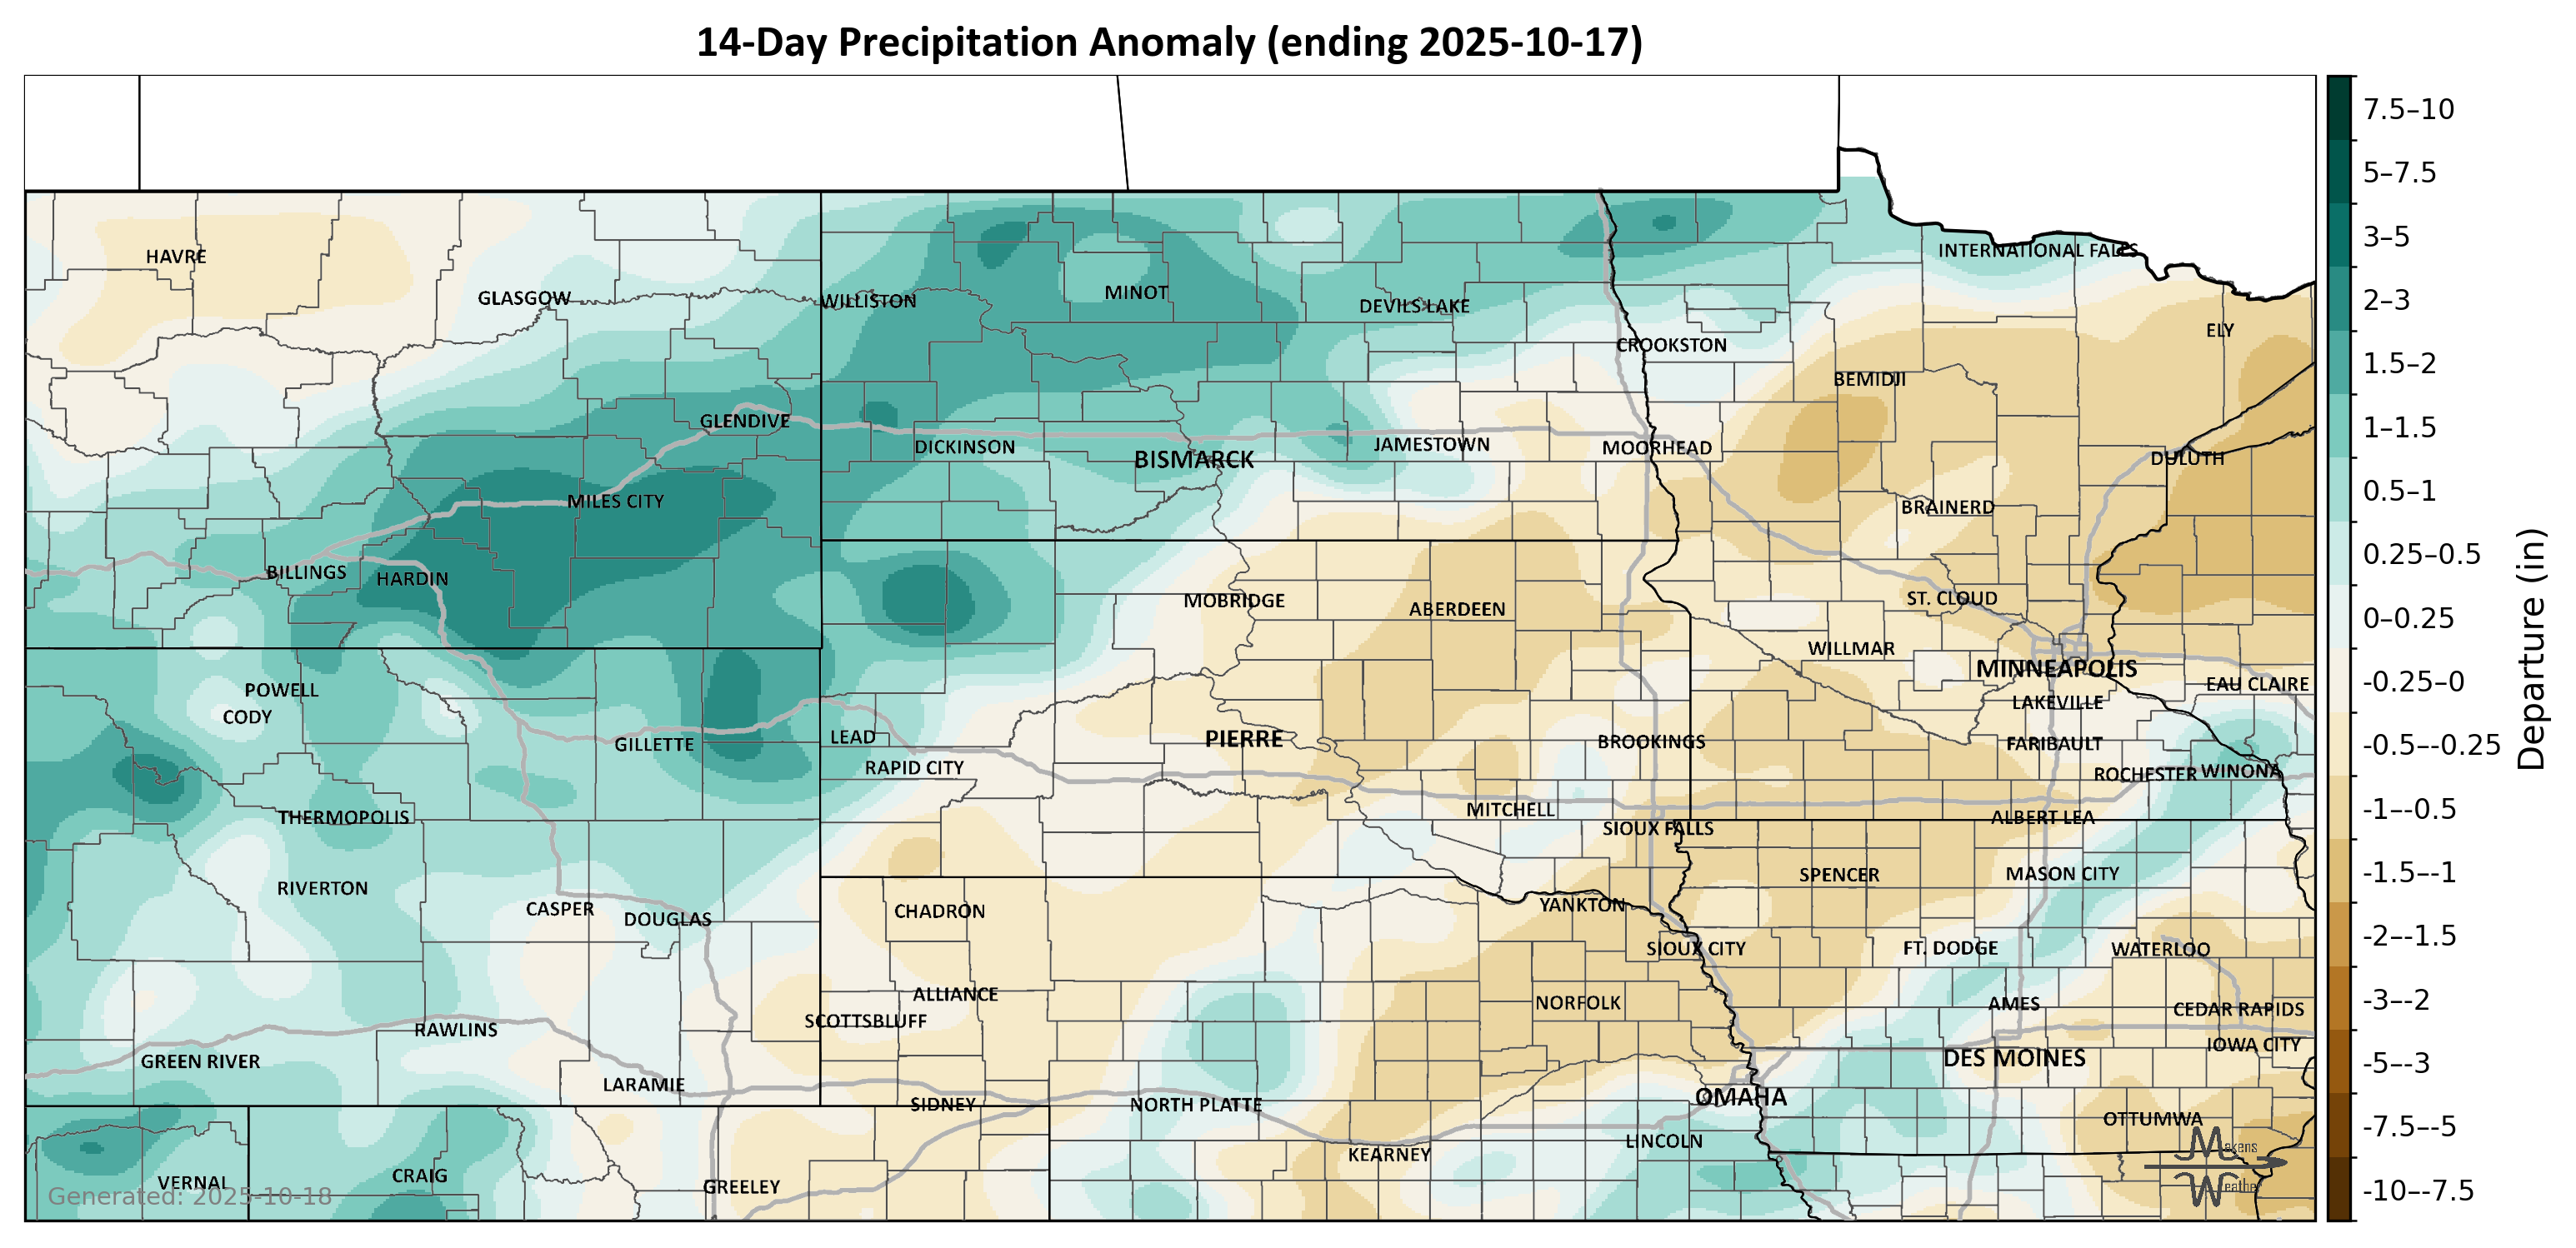 14-Day Precipitation Anomaly (ending 2025-10-17)
HAVRE
GLASGOW
WILLISTON
MINOT
DEVILS LAKE
CROOKSTON
INTERNATIONAL FALLS
ELY
BEMIDJI
GLENDIVE
DICKINSON
BISMARCK
JAMESTOWN
MOORHEAD
DULUTH
MILES CITY
BRAINERD
BILLINGS
HARDIN
MOBRIDGE
ABERDEEN
ST. CLOUD
WILLMAR
MINNEAPOLIS
EAU CLAIRE
POWELL
CODY
LAKEVILLE
GILLETTE
LEAD
RAPID CITY
PIERRE
BROOKINGS
FARIBAULT
ROCHESTER
WINONA
THERMOPOLIS
MITCHELL
SIOUX FALLS
ALBERT LEA
RIVERTON
CASPER
DOUGLAS
CHADRON
YANKTON
SPENCER
MASON CITY
SIOUX CITY
FT. DODGE
WATERLOO
ALLIANCE
SCOTTSBLUFF
NORFOLK
AMES
CEDAR RAPIDS
RAWLINS
GREEN RIVER
LARAMIE
SIDNEY
NORTH PLATTE
OMAHA
DES MOINES
IOWA CITY
OTTUMWA
LINCOLN
KEARNEY
VERNAL
CRAIG
GREELEY
Generated: 2025-10-18
Makens
Weather
7.5–10
5–7.5
3–5
2–3
1.5–2
1–1.5
0.5–1
0.25–0.5
0–0.25
-0.25–0
-0.5–-0.25
-1–-0.5
-1.5–-1
-2–-1.5
-3–-2
-5–-3
-7.5–-5
-10–-7.5
Departure (in)